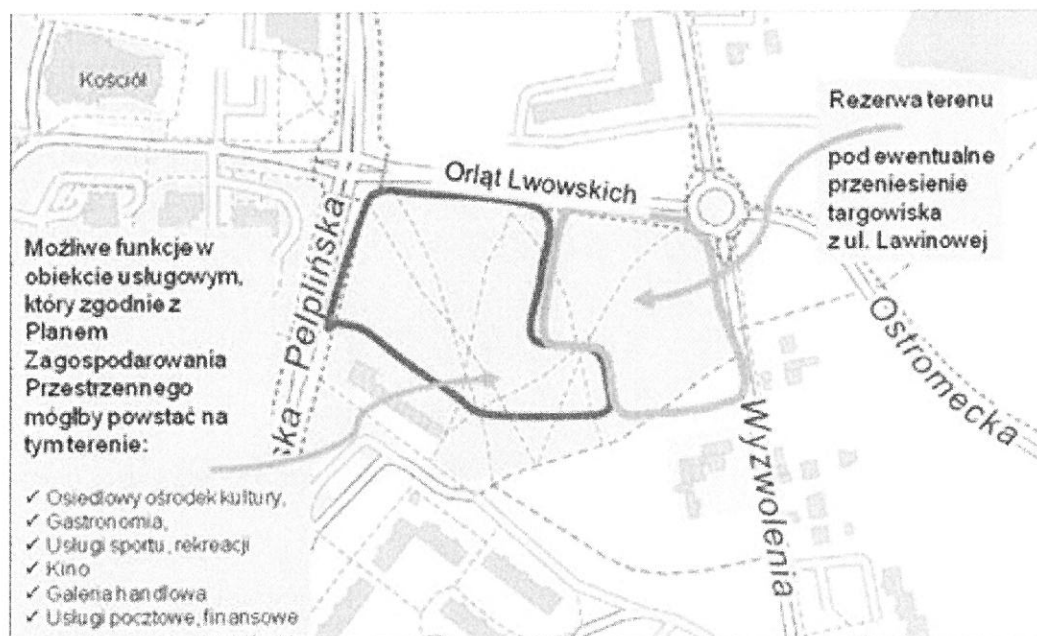 Kościół
Orląt Lwowskich
Rezerwa terenu
pod ewentualne
przeniesienie
targowiska
z ul. Lawinowej
Możliwe funkcje w
obiekcie usługowym,
który zgodnie z
Planem
Zagospodarowania
Przestrzennego
mógłby powstać na
tym terenie:
✓ Osiedlowy ośrodek kultury,
✓ Gastronomia,
✓ Usługi sportu, rekreacji
✓ Kino
✓ Galeria handlowa
✓ Usługi pocztowe, finansowe
ska
Pelplińska
Wyzwolenia
Ostromecka